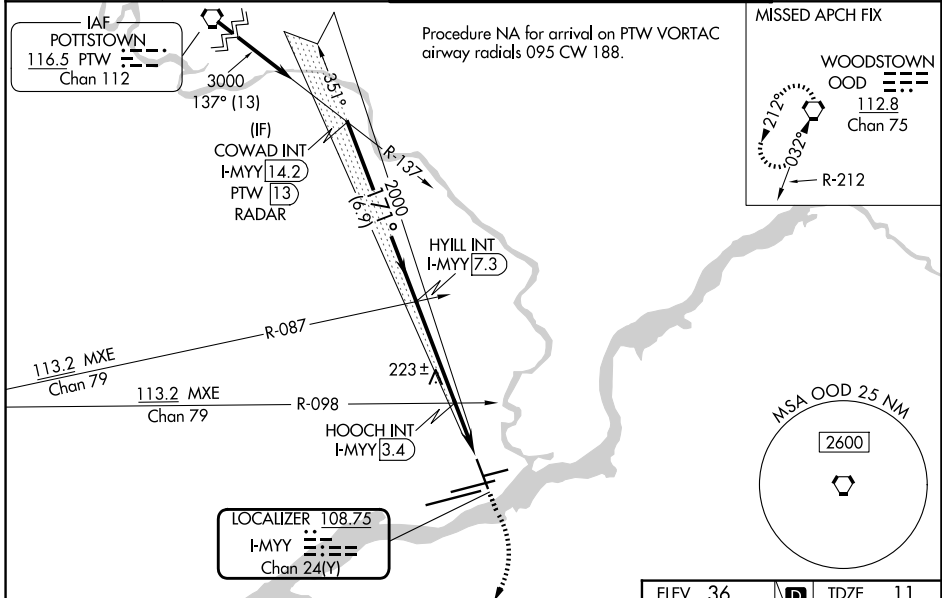 IAF
POTTSTOWN
116.5 PTW
Chan 112
3000
137° (13)
Procedure NA for arrival on PTW VORTAC
airway radials 095 CW 188.
MISSED APCH FIX
WOODSTOWN
OOD
112.8
Chan 75
212°
032°
R-212
351°
(IF)
COWAD INT
I-MYY 14.2
PTW 13
RADAR
R-137
2000
171°
(6.9)
HYILL INT
I-MYY 7.3
R-087
113.2 MXE
Chan 79
223±
113.2 MXE
Chan 79
R-098
HOOCH INT
I-MYY 3.4
MSA OOD 25 NM
2600
LOCALIZER 108.75
I-MYY
Chan 24(Y)
ELEV 36
D
TDZE 11